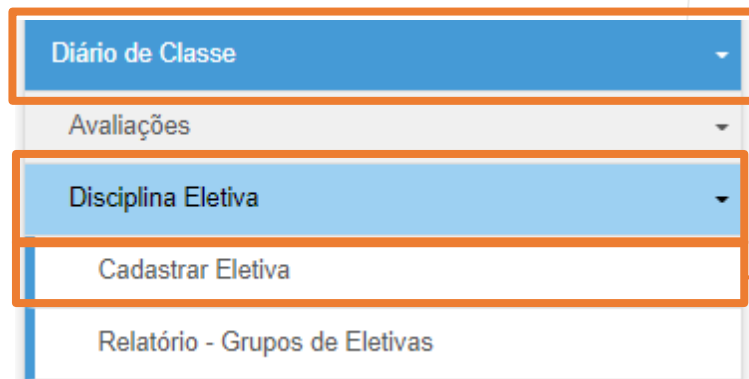 Diário de Classe
Avaliações
Disciplina Eletiva
Cadastrar Eletiva
Relatório - Grupos de Eletivas